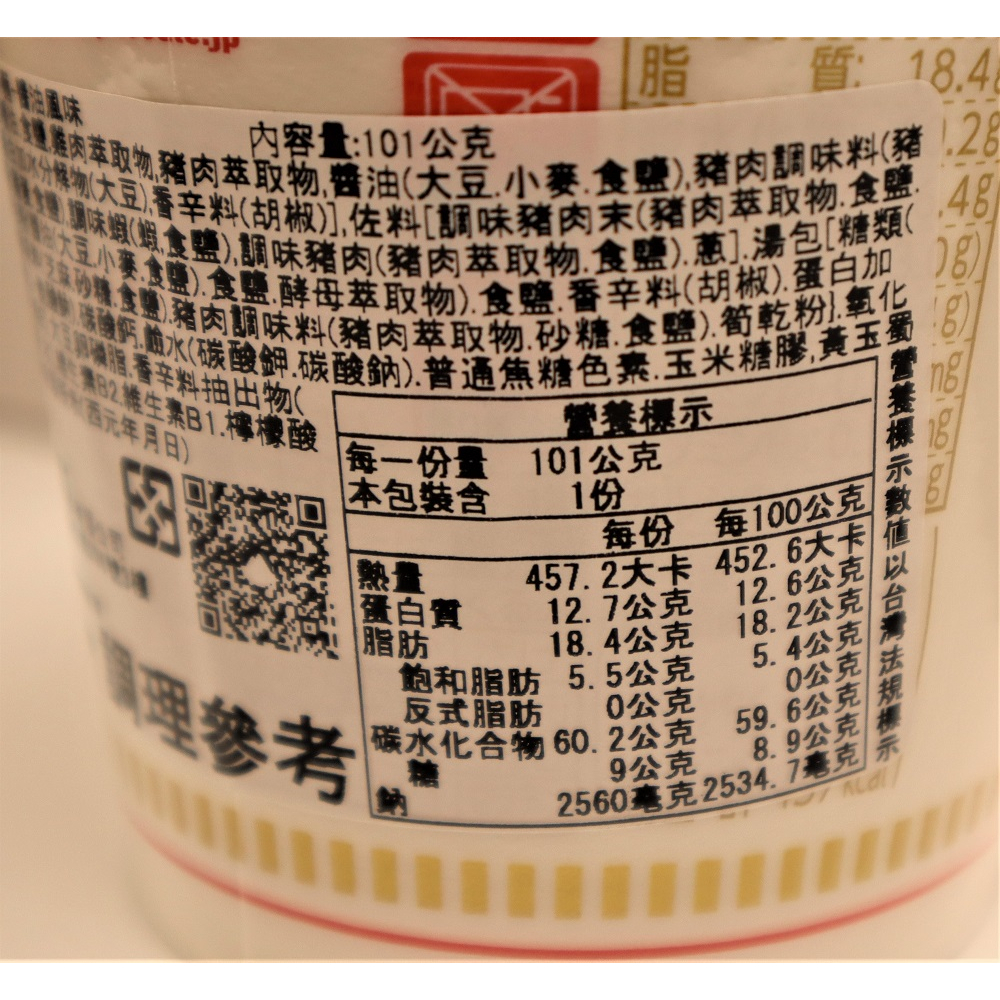 脂 質: 18.4g
醬油風味
內容量:101公克
食鹽.雞肉萃取物,豬肉萃取物,醬油(大豆.小麥.食鹽),豬肉調味料(豬
水分解物(大豆),香辛料(胡椒)],佐料[調味豬肉末(豬肉萃取物.食鹽.
調味蝦(蝦.食鹽),調味豬肉(豬肉萃取物.食鹽).蔥].湯包[糖類(
大豆.小麥.食鹽).食鹽.酵母萃取物).食鹽.香辛料(胡椒).蛋白加
砂糖.食鹽).豬肉調味料(豬肉萃取物.砂糖.食鹽).筍乾粉}.氧化
碳酸鈣.鹼水(碳酸鉀.碳酸鈉).普通焦糖色素.玉米糖膠,黃玉蜀
磷脂.香辛料抽出物(
素B2.維生素B1.檸檬酸
(西元年月日)
營養標示
每一份量 101公克
本包裝含 1份
每份 每100公克
熱量 457.2大卡 452.6大卡
蛋白質 12.7公克 12.6公克
脂肪 18.4公克 18.2公克
飽和脂肪 5.5公克 5.4公克
反式脂肪 0公克 0公克
碳水化合物 60.2公克 59.6公克
糖 9公克 8.9公克
鈉 2560毫克 2534.7毫克
營養標示數值以台灣法規標示
調理參考